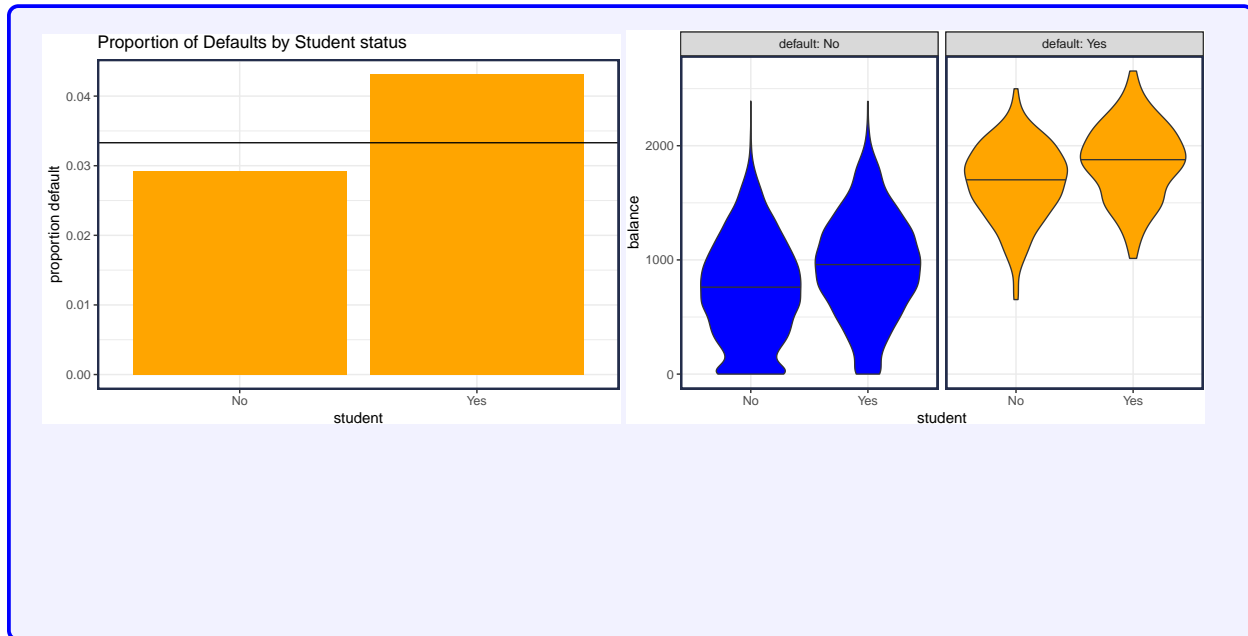 Proportion of Defaults by Student status
proportion default
0.04
0.03
0.02
0.01
0.00
No Yes
student
default: No default: Yes
balance
2000
1000
0
No Yes No Yes
student